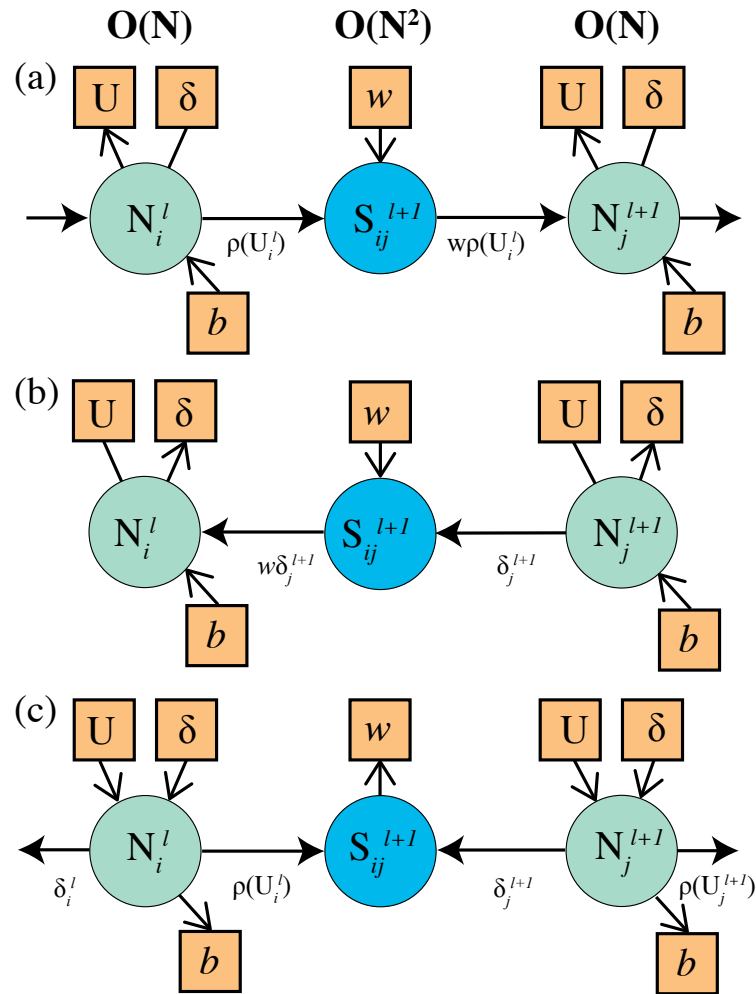 O(N) O(N²) O(N)
(a)
U δ w U δ
N_i^l S_ij^{l+1} N_j^{l+1}
ρ(U_i^l) wρ(U_i^l)
b b
(b)
U δ w U δ
N_i^l S_ij^{l+1} N_j^{l+1}
wδ_j^{l+1} δ_j^{l+1}
b b
(c)
U δ w U δ
N_i^l S_ij^{l+1} N_j^{l+1}
δ_i^l ρ(U_i^l) δ_j^{l+1} ρ(U_j^{l+1})
b b